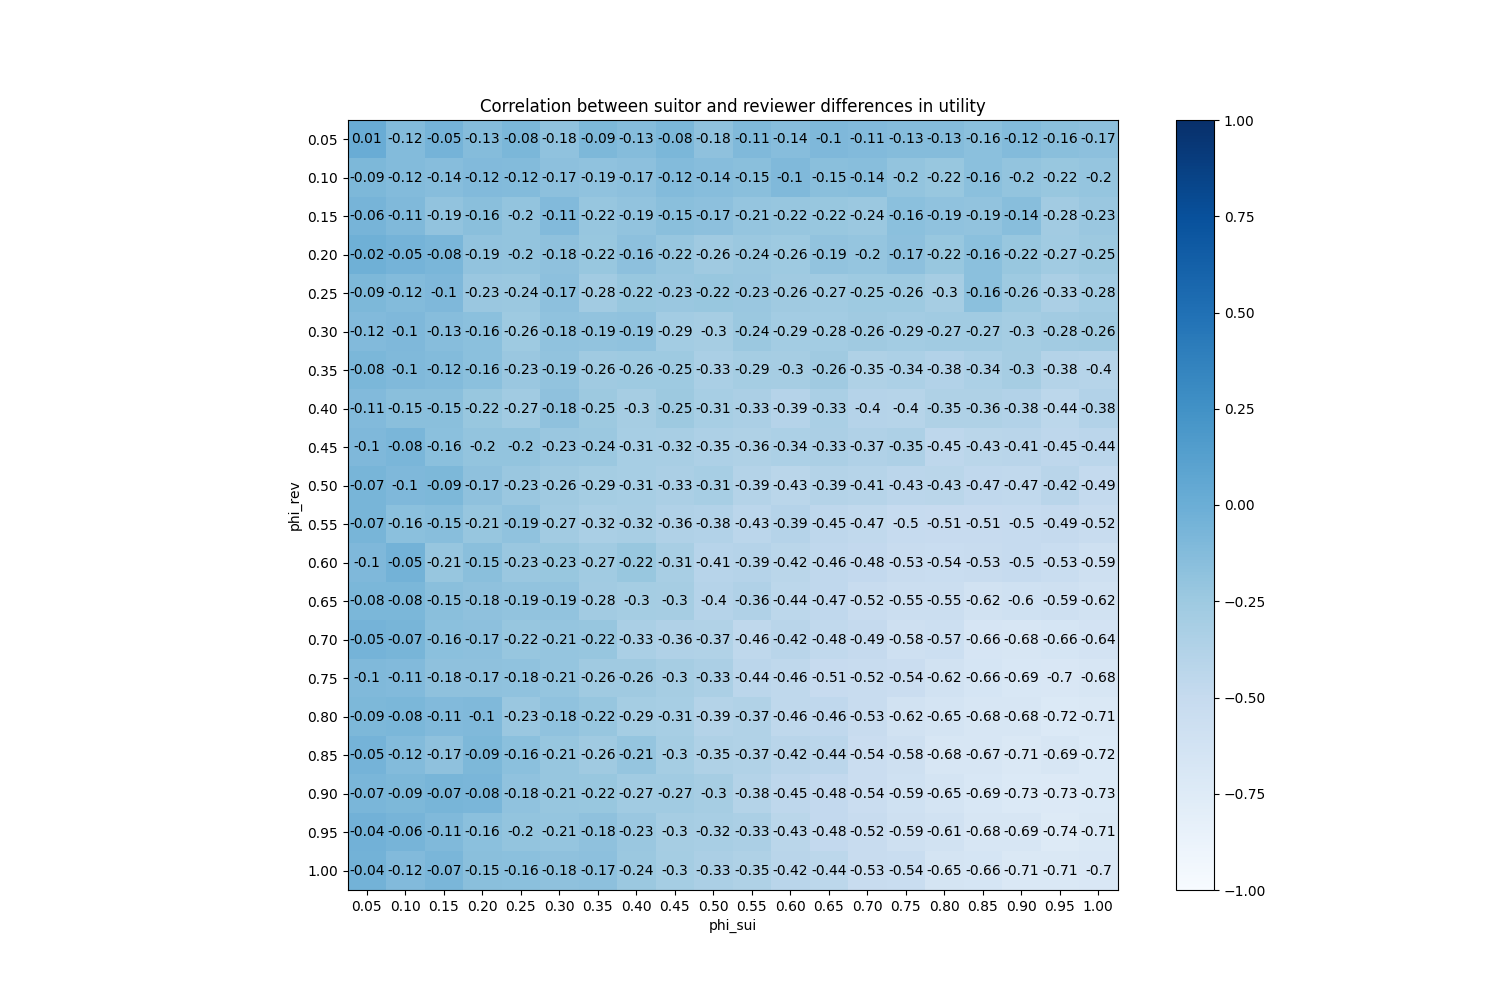 Correlation between suitor and reviewer differences in utility
0.05 0.01 -0.12 -0.05 -0.13 -0.08 -0.18 -0.09 -0.13 -0.08 -0.18 -0.11 -0.14 -0.1 -0.11 -0.13 -0.13 -0.16 -0.12 -0.16 -0.17
0.10 -0.09 -0.12 -0.14 -0.12 -0.12 -0.17 -0.19 -0.17 -0.12 -0.14 -0.15 -0.1 -0.15 -0.14 -0.2 -0.22 -0.16 -0.2 -0.22 -0.2
0.15 -0.06 -0.11 -0.19 -0.16 -0.2 -0.11 -0.22 -0.19 -0.15 -0.17 -0.21 -0.22 -0.22 -0.24 -0.16 -0.19 -0.19 -0.14 -0.28 -0.23
0.20 -0.02 -0.05 -0.08 -0.19 -0.2 -0.18 -0.22 -0.16 -0.22 -0.26 -0.24 -0.26 -0.19 -0.2 -0.17 -0.22 -0.16 -0.22 -0.27 -0.25
0.25 -0.09 -0.12 -0.1 -0.23 -0.24 -0.17 -0.28 -0.22 -0.23 -0.22 -0.23 -0.26 -0.27 -0.25 -0.26 -0.3 -0.16 -0.26 -0.33 -0.28
0.30 -0.12 -0.1 -0.13 -0.16 -0.26 -0.18 -0.19 -0.19 -0.29 -0.3 -0.24 -0.29 -0.28 -0.26 -0.29 -0.27 -0.27 -0.3 -0.28 -0.26
0.35 -0.08 -0.1 -0.12 -0.16 -0.23 -0.19 -0.26 -0.26 -0.25 -0.33 -0.29 -0.3 -0.26 -0.35 -0.34 -0.38 -0.34 -0.3 -0.38 -0.4
0.40 -0.11 -0.15 -0.15 -0.22 -0.27 -0.18 -0.25 -0.3 -0.25 -0.31 -0.33 -0.39 -0.33 -0.4 -0.4 -0.35 -0.36 -0.38 -0.44 -0.38
0.45 -0.1 -0.08 -0.16 -0.2 -0.2 -0.23 -0.24 -0.31 -0.32 -0.35 -0.36 -0.34 -0.33 -0.37 -0.35 -0.45 -0.43 -0.41 -0.45 -0.44
0.50 -0.07 -0.1 -0.09 -0.17 -0.23 -0.26 -0.29 -0.31 -0.33 -0.31 -0.39 -0.43 -0.39 -0.41 -0.43 -0.43 -0.47 -0.47 -0.42 -0.49
0.55 -0.07 -0.16 -0.15 -0.21 -0.19 -0.27 -0.32 -0.32 -0.36 -0.38 -0.43 -0.39 -0.45 -0.47 -0.5 -0.51 -0.51 -0.5 -0.49 -0.52
0.60 -0.1 -0.05 -0.21 -0.15 -0.23 -0.23 -0.27 -0.22 -0.31 -0.41 -0.39 -0.42 -0.46 -0.48 -0.53 -0.54 -0.53 -0.5 -0.53 -0.59
0.65 -0.08 -0.08 -0.15 -0.18 -0.19 -0.19 -0.28 -0.3 -0.3 -0.4 -0.36 -0.44 -0.47 -0.52 -0.55 -0.55 -0.62 -0.6 -0.59 -0.62
0.70 -0.05 -0.07 -0.16 -0.17 -0.22 -0.21 -0.22 -0.33 -0.36 -0.37 -0.46 -0.42 -0.48 -0.49 -0.58 -0.57 -0.66 -0.68 -0.66 -0.64
0.75 -0.1 -0.11 -0.18 -0.17 -0.18 -0.21 -0.26 -0.26 -0.3 -0.33 -0.44 -0.46 -0.51 -0.52 -0.54 -0.62 -0.66 -0.69 -0.7 -0.68
0.80 -0.09 -0.08 -0.11 -0.1 -0.23 -0.18 -0.22 -0.29 -0.31 -0.39 -0.37 -0.46 -0.46 -0.53 -0.62 -0.65 -0.68 -0.68 -0.72 -0.71
0.85 -0.05 -0.12 -0.17 -0.09 -0.16 -0.21 -0.26 -0.21 -0.3 -0.35 -0.37 -0.42 -0.44 -0.54 -0.58 -0.68 -0.67 -0.71 -0.69 -0.72
0.90 -0.07 -0.09 -0.07 -0.08 -0.18 -0.21 -0.22 -0.27 -0.27 -0.3 -0.38 -0.45 -0.48 -0.54 -0.59 -0.65 -0.69 -0.73 -0.73 -0.73
0.95 -0.04 -0.06 -0.11 -0.16 -0.2 -0.21 -0.18 -0.23 -0.3 -0.32 -0.33 -0.43 -0.48 -0.52 -0.59 -0.61 -0.68 -0.69 -0.74 -0.71
1.00 -0.04 -0.12 -0.07 -0.15 -0.16 -0.18 -0.17 -0.24 -0.3 -0.33 -0.35 -0.42 -0.44 -0.53 -0.54 -0.65 -0.66 -0.71 -0.71 -0.7
0.05 0.10 0.15 0.20 0.25 0.30 0.35 0.40 0.45 0.50 0.55 0.60 0.65 0.70 0.75 0.80 0.85 0.90 0.95 1.00
phi_sui
phi_rev
1.00
0.75
0.50
0.25
0.00
−0.25
−0.50
−0.75
−1.00